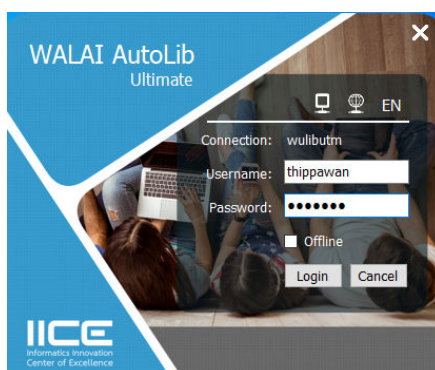 WALAI AutoLib
Ultimate
EN
Connection: wulibutm
Username: thippawan
Password: ●●●●●●●
Offline
Login Cancel
IICE
Informatics Innovation
Center of Excellence